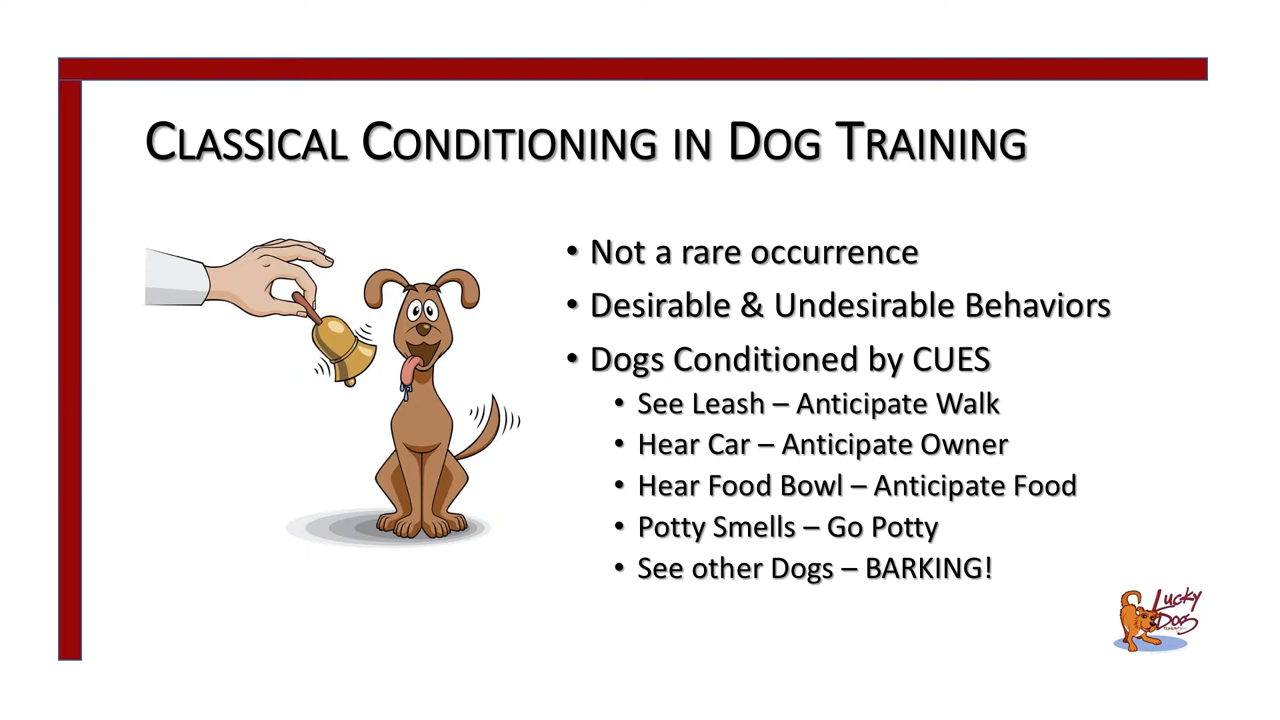 CLASSICAL CONDITIONING IN DOG TRAINING
• Not a rare occurrence
• Desirable & Undesirable Behaviors
• Dogs Conditioned by CUES
• See Leash – Anticipate Walk
• Hear Car – Anticipate Owner
• Hear Food Bowl – Anticipate Food
• Potty Smells – Go Potty
• See other Dogs – BARKING!
Lucky
Dog